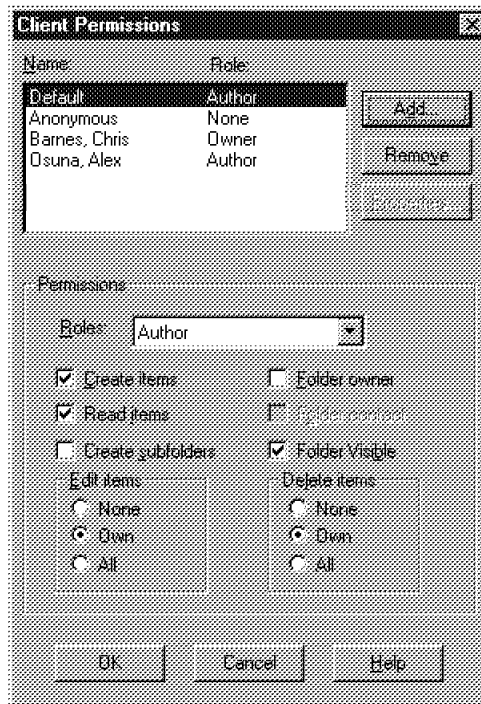 Client Permissions
Name: Role:
Default Author
Anonymous None
Barnes, Chris Owner
Osuna, Alex Author
Add...
Remove
Properties...
Permissions
Roles: Author
Create items Folder owner
Read items Folder contact
Create subfolders Folder Visible
Edit items Delete items
None None
Own Own
All All
OK Cancel Help